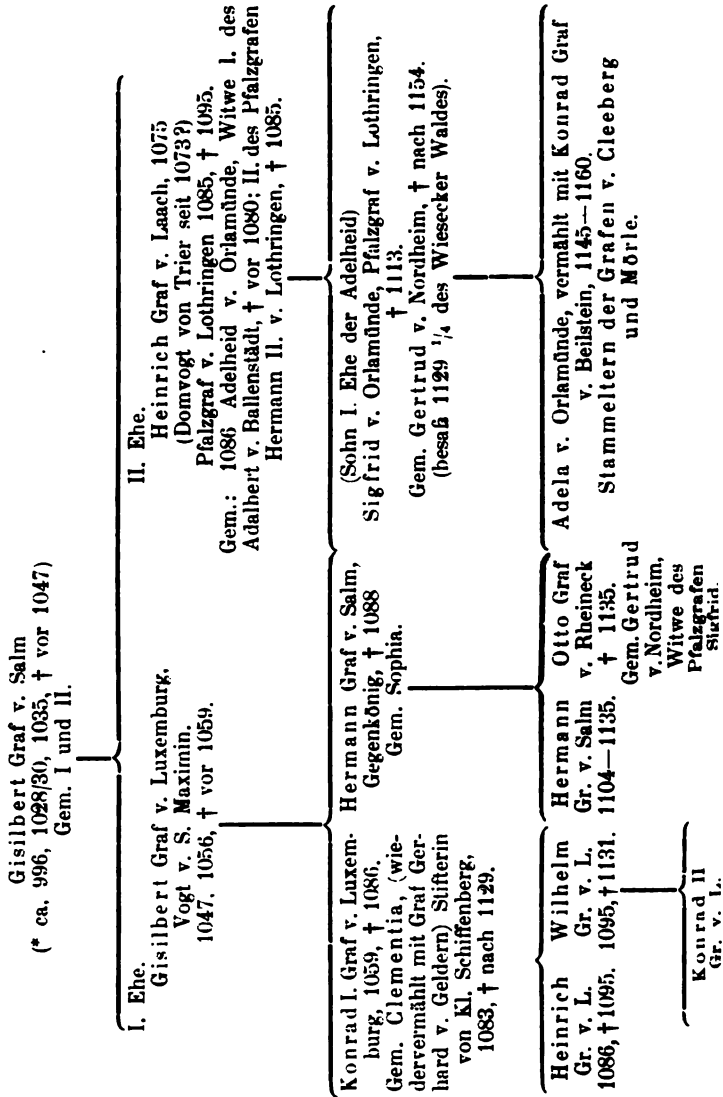 Gisilbert Graf v. Salm
(* ca. 996, 1028/30, 1035, † vor 1047)
Gem. I und II.
I. Ehe.
Gisilbert Graf v. Luxemburg,
Vogt v. S. Maximin.
1047, 1056, † vor 1059.
II. Ehe.
Heinrich Graf v. Laach, 1075
(Domvogt von Trier seit 1073?)
Pfalzgraf v. Lothringen 1085, † 1095.
Gem.: 1086 Adelheid v. Orlamünde, Witwe I. des
Adalbert v. Ballenstädt, † vor 1080; II. des Pfalzgrafen
Hermann II. v. Lothringen, † 1085.
Konrad I. Graf v. Luxem-
burg, 1059, † 1086.
Gem. Clementia, (wie-
dervermählt mit Graf Ger-
hard v. Geldern) Stifterin
von Kl. Schiffenberg,
1083, † nach 1129.
Hermann Graf v. Salm,
Gegenkönig, † 1088
Gem. Sophia.
(Sohn I. Ehe der Adelheid)
Sigfrid v. Orlamünde, Pfalzgraf v. Lothringen,
† 1113.
Gem. Gertrud v. Nordheim, † nach 1154.
(besaß 1129 1/4 des Wiesecker Waldes).
Heinrich
Gr. v. L.
1086, † 1095.
Wilhelm
Gr. v. L.
1095, † 1131.
Hermann
Gr. v. Salm
1104—1135.
Otto Graf
v. Rheineck
† 1135.
Gem. Gertrud
v. Nordheim,
Witwe des
Pfalzgrafen
Sigfrid.
Adela v. Orlamünde, vermählt mit Konrad Graf
v. Beilstein, 1145—1160.
Stammeltern der Grafen v. Cleeberg
und Mörle.
Konrad II
Gr. v. L.